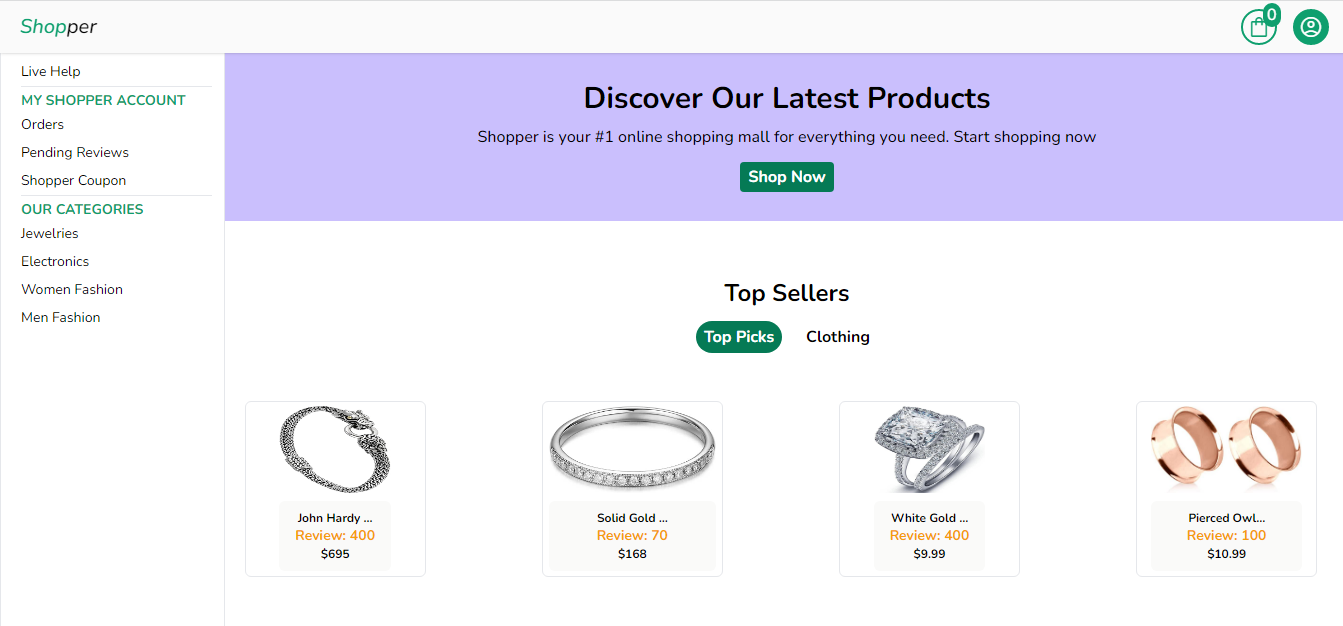 Shopper
0
Live Help
MY SHOPPER ACCOUNT
Orders
Pending Reviews
Shopper Coupon
OUR CATEGORIES
Jewelries
Electronics
Women Fashion
Men Fashion
Discover Our Latest Products
Shopper is your #1 online shopping mall for everything you need. Start shopping now
Shop Now
Top Sellers
Top Picks
Clothing
John Hardy ...
Review: 400
$695
Solid Gold ...
Review: 70
$168
White Gold ...
Review: 400
$9.99
Pierced Owl...
Review: 100
$10.99